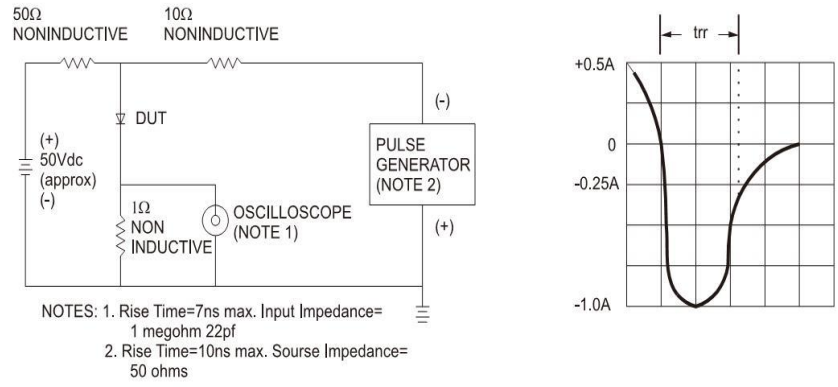 50Ω
NONINDUCTIVE
10Ω
NONINDUCTIVE
DUT
(+)
50Vdc
(approx)
(-)
1Ω
NON
INDUCTIVE
OSCILLOSCOPE
(NOTE 1)
(-)
PULSE
GENERATOR
(NOTE 2)
(+)
NOTES: 1. Rise Time=7ns max. Input Impedance=
1 megohm 22pf
2. Rise Time=10ns max. Sourse Impedance=
50 ohms
trr
+0.5A
0
-0.25A
-1.0A